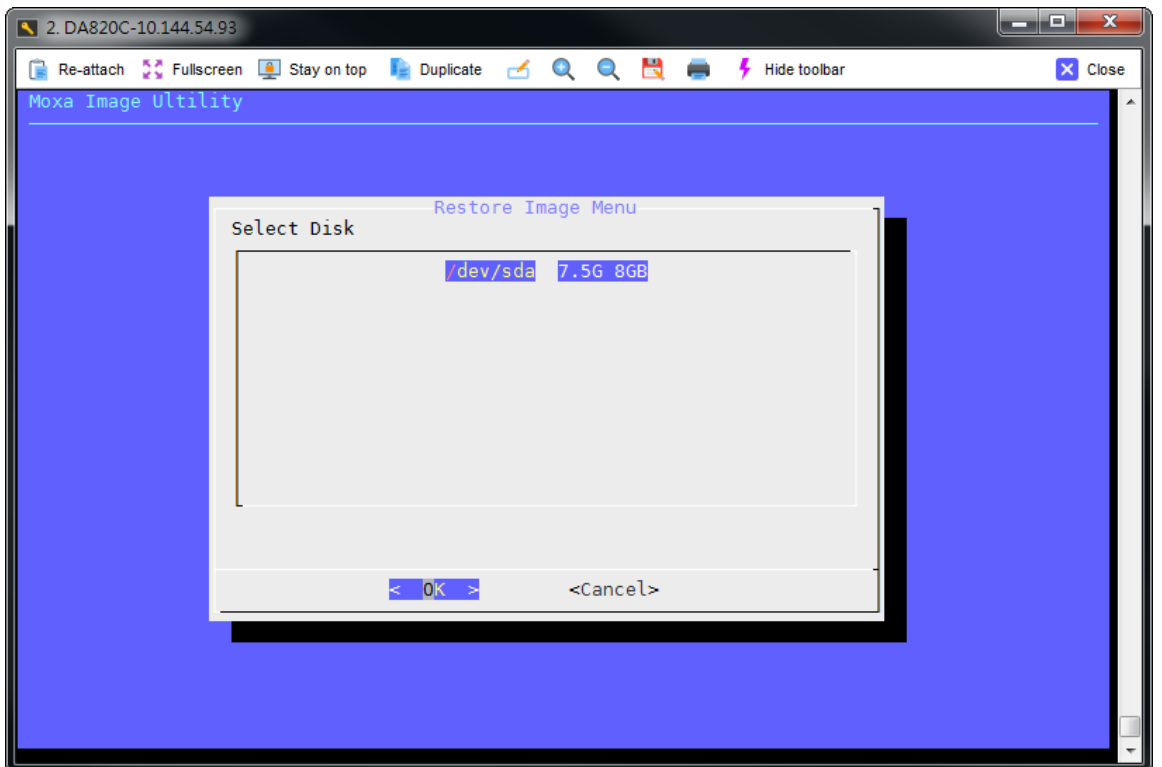 2. DA820C-10.144.54.93
Re-attach Fullscreen Stay on top Duplicate Hide toolbar Close
Moxa Image Ultility
Restore Image Menu
Select Disk
/dev/sda 7.5G 8GB
< OK > <Cancel>